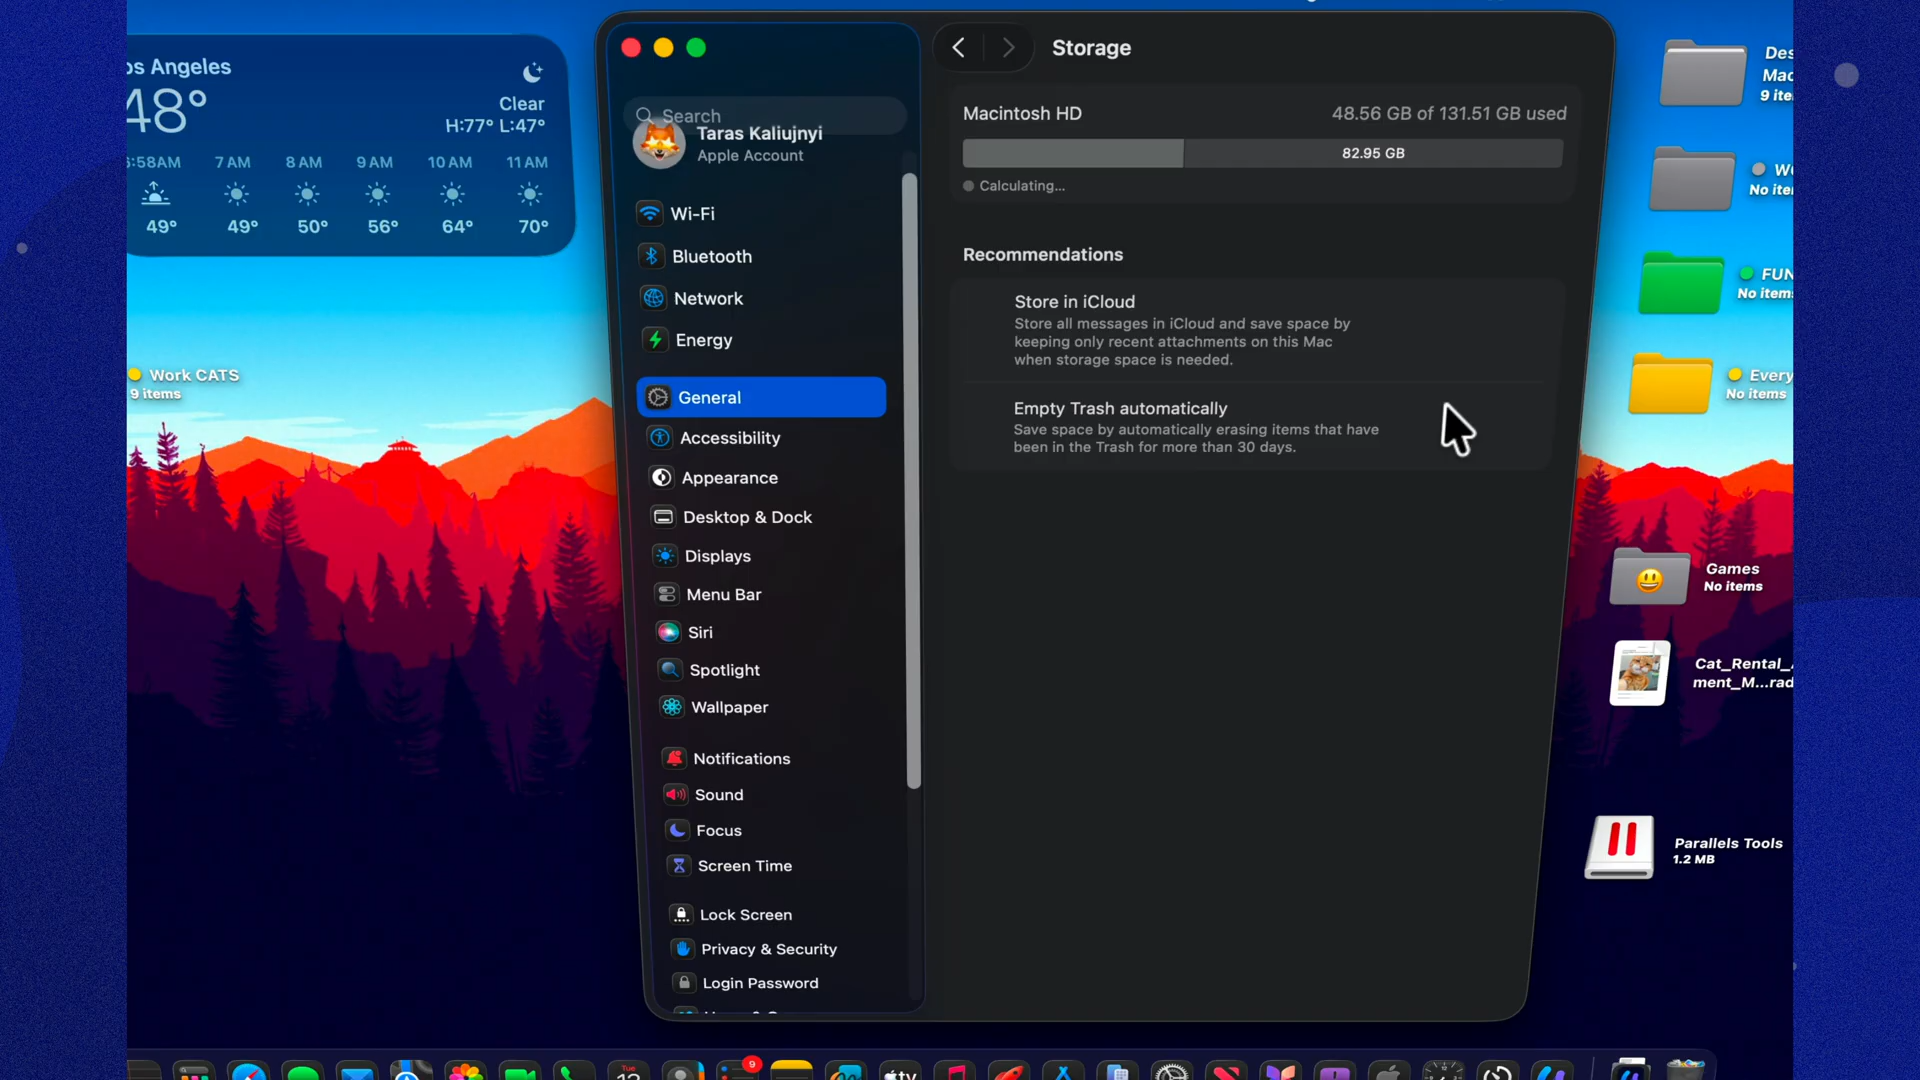 os Angeles
48°
Clear
H:77° L:47°
:58AM 7 AM 8 AM 9 AM 10 AM 11 AM
49° 49° 50° 56° 64° 70°
Work CATS
9 items
Search
Taras Kaliujnyi
Apple Account
Wi-Fi
Bluetooth
Network
Energy
General
Accessibility
Appearance
Desktop & Dock
Displays
Menu Bar
Siri
Spotlight
Wallpaper
Notifications
Sound
Focus
Screen Time
Lock Screen
Privacy & Security
Login Password
Storage
Macintosh HD
48.56 GB of 131.51 GB used
82.95 GB
Calculating...
Recommendations
Store in iCloud
Store all messages in iCloud and save space by
keeping only recent attachments on this Mac
when storage space is needed.
Empty Trash automatically
Save space by automatically erasing items that have
been in the Trash for more than 30 days.
Des
Mac
9 ite
No iten
FUN
No items
Every
No items
Games
No items
Cat_Rental_
ment_M...rad
Parallels Tools
1.2 MB
9
Tue
tv